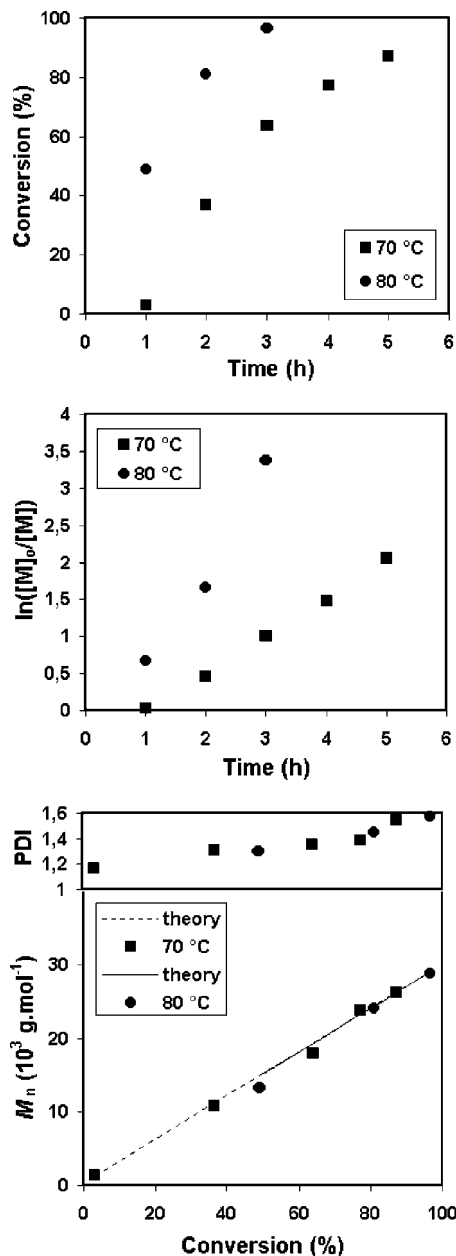 100
80
60
40
20
0
Conversion (%)
70 °C
80 °C
0 1 2 3 4 5 6
Time (h)
4
3,5
3
2,5
2
1,5
1
0,5
0
ln([M]₀/[M])
70 °C
80 °C
0 1 2 3 4 5 6
Time (h)
1,6
1,4
1,2
1
PDI
theory
70 °C
theory
80 °C
30
20
10
0
Mn (10³ g.mol⁻¹)
0 20 40 60 80 100
Conversion (%)